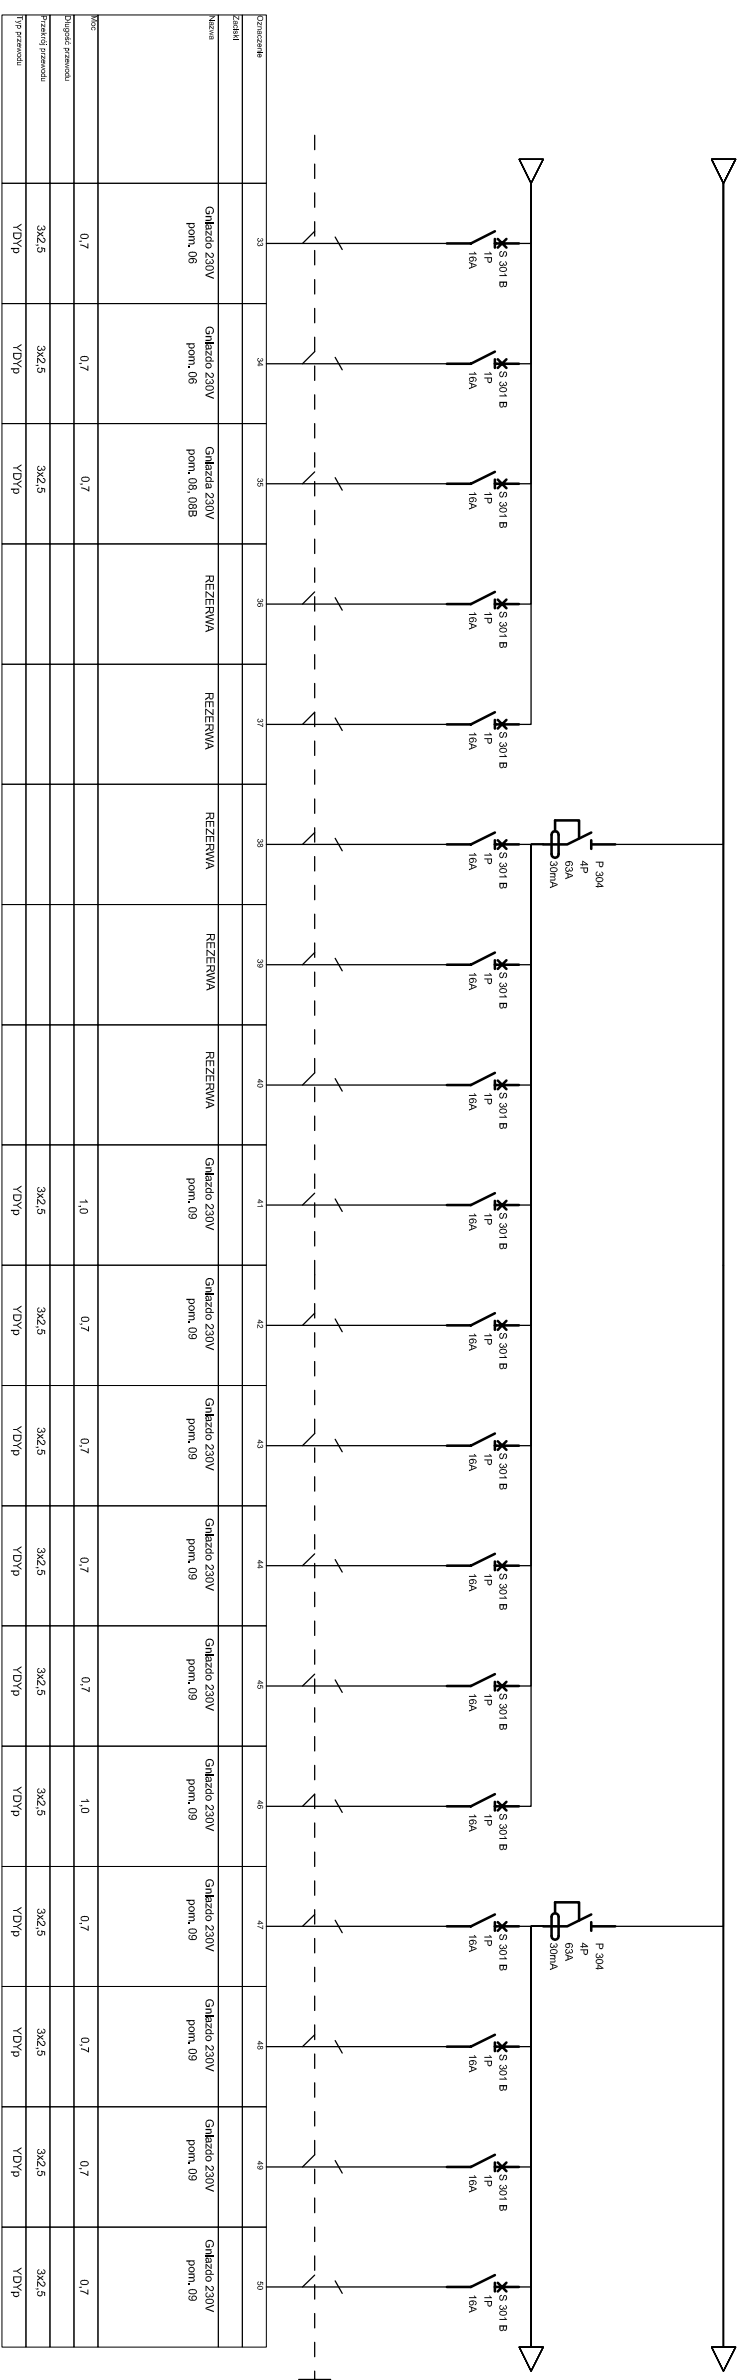 P 304
4P
63A
30mA
P 304
4P
63A
30mA
S 301 B
1P
16A
S 301 B
1P
16A
S 301 B
1P
16A
S 301 B
1P
16A
S 301 B
1P
16A
S 301 B
1P
16A
S 301 B
1P
16A
S 301 B
1P
16A
S 301 B
1P
16A
S 301 B
1P
16A
S 301 B
1P
16A
S 301 B
1P
16A
S 301 B
1P
16A
S 301 B
1P
16A
S 301 B
1P
16A
S 301 B
1P
16A
S 301 B
1P
16A
S 301 B
1P
16A
Oznaczenie 33 34 35 36 37 38 39 40 41 42 43 44 45 46 47 48 49 50
Zaciski
Nazwa
Gniazdo 230V
pom. 06
Gniazdo 230V
pom. 06
Gniazda 230V
pom. 08, 08B
REZERWA
REZERWA
REZERWA
REZERWA
REZERWA
Gniazdo 230V
pom. 09
Gniazdo 230V
pom. 09
Gniazdo 230V
pom. 09
Gniazdo 230V
pom. 09
Gniazdo 230V
pom. 09
Gniazdo 230V
pom. 09
Gniazdo 230V
pom. 09
Gniazdo 230V
pom. 09
Gniazdo 230V
pom. 09
Gniazdo 230V
pom. 09
Moc 0,7 0,7 0,7 1,0 0,7 0,7 0,7 0,7 1,0 0,7 0,7 0,7 0,7
Długość przewodu
Przekrój przewodu 3x2,5 3x2,5 3x2,5 3x2,5 3x2,5 3x2,5 3x2,5 3x2,5 3x2,5 3x2,5 3x2,5 3x2,5 3x2,5
Typ przewodu YDYp YDYp YDYp YDYp YDYp YDYp YDYp YDYp YDYp YDYp YDYp YDYp YDYp